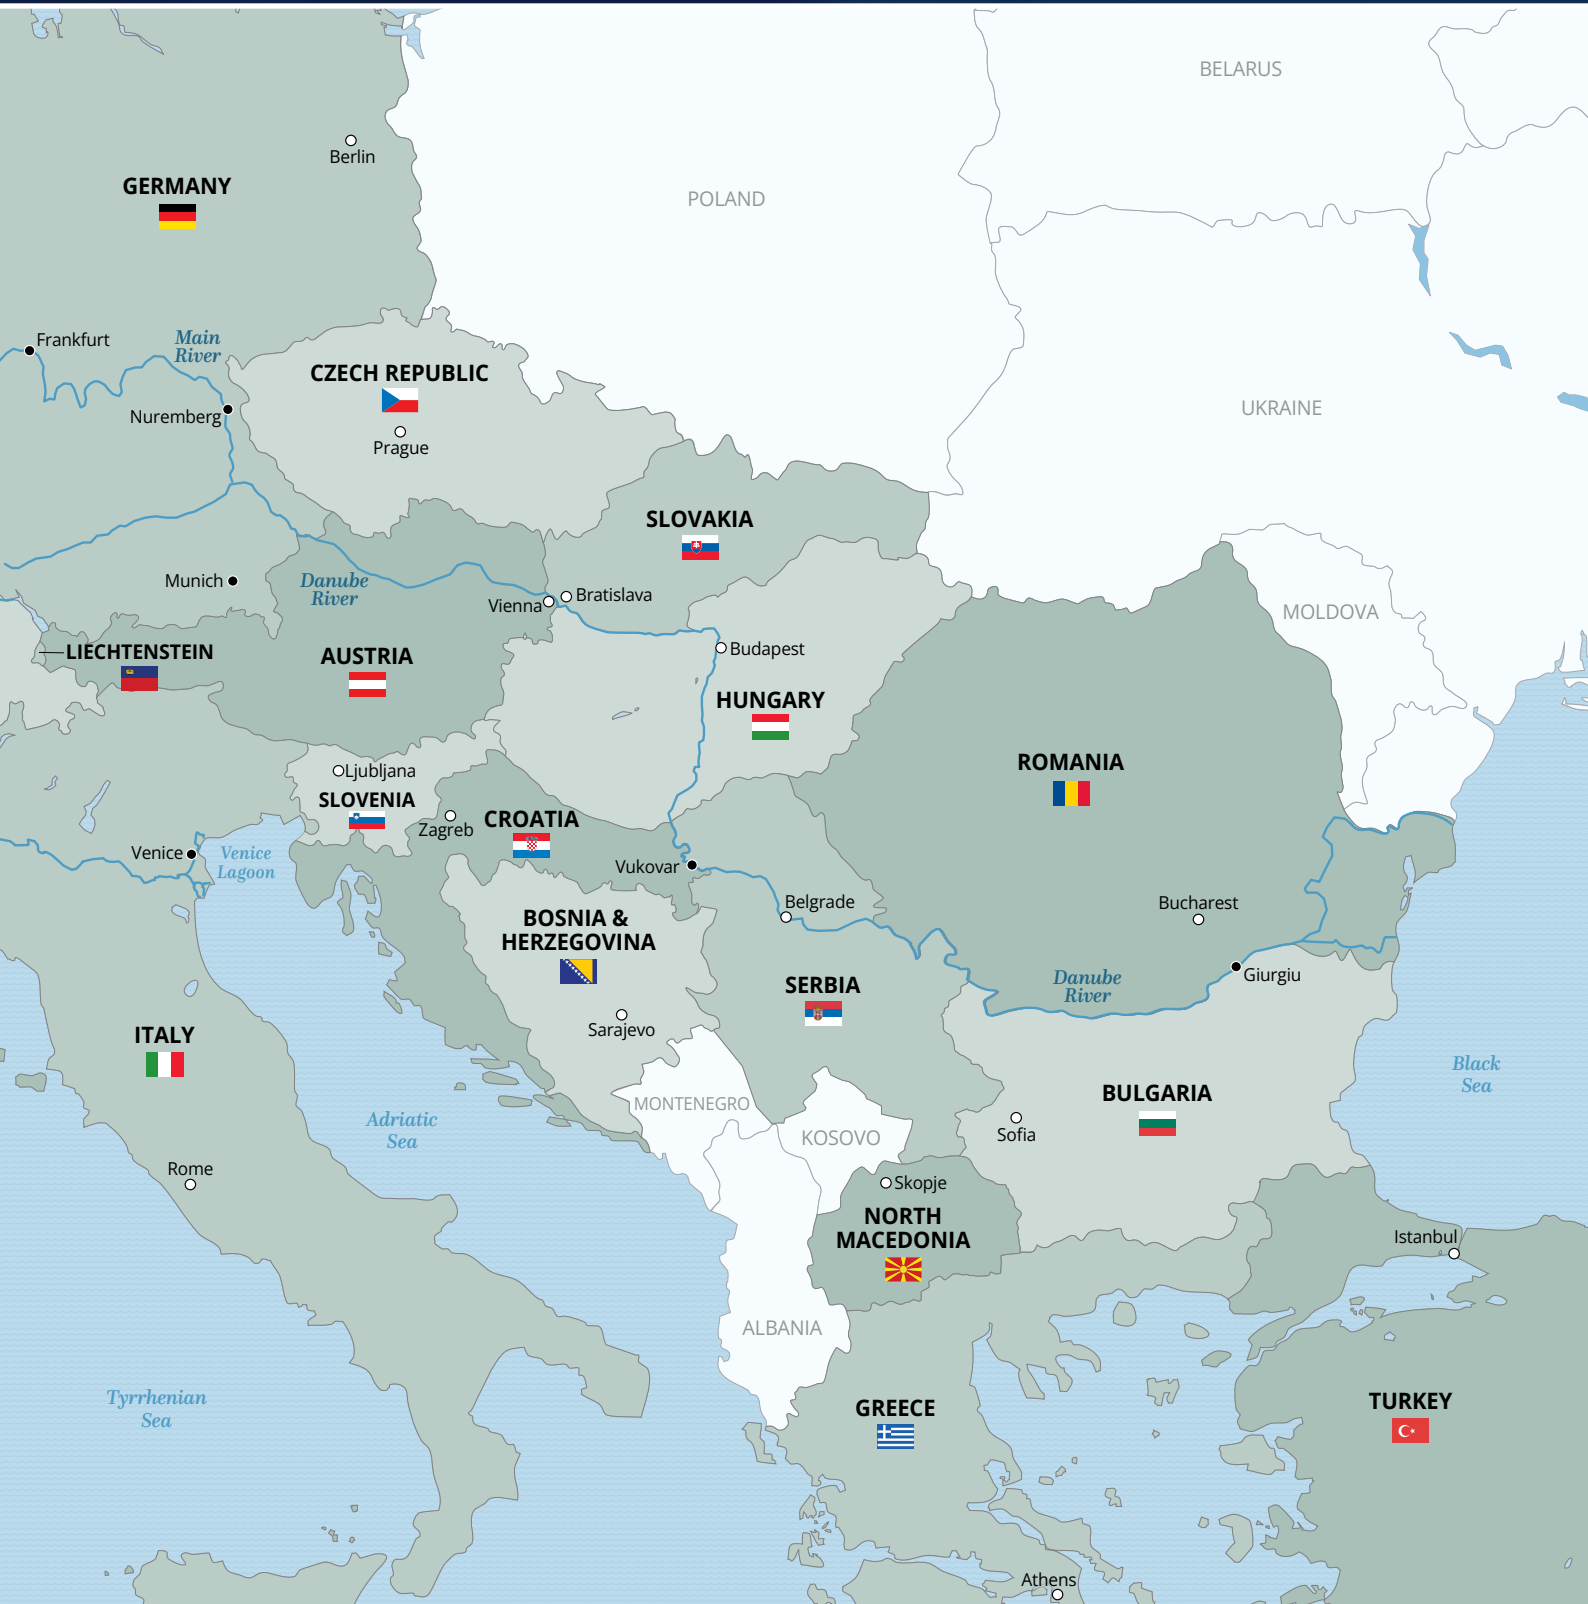 BELARUS
Berlin
GERMANY
POLAND
Frankfurt
Main
River
CZECH REPUBLIC
Nuremberg
Prague
UKRAINE
SLOVAKIA
Munich
Danube
River
Vienna
Bratislava
MOLDOVA
LIECHTENSTEIN
AUSTRIA
Budapest
HUNGARY
ROMANIA
Ljubljana
SLOVENIA
Zagreb
CROATIA
Venice
Venice
Lagoon
Vukovar
Belgrade
Bucharest
BOSNIA &
HERZEGOVINA
SERBIA
Danube
River
Giurgiu
Sarajevo
ITALY
Black
Sea
BULGARIA
MONTENEGRO
Adriatic
Sea
KOSOVO
Sofia
Rome
Skopje
NORTH
MACEDONIA
Istanbul
ALBANIA
Tyrrhenian
Sea
GREECE
TURKEY
Athens